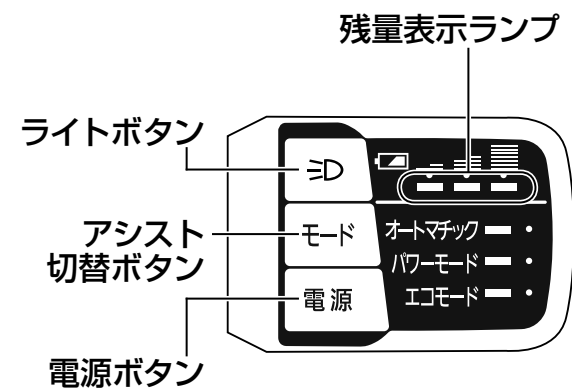 残量表示ランプ
ライトボタン
アシスト
切替ボタン
モード
オートマチック
パワーモード
エコモード
電源
電源ボタン